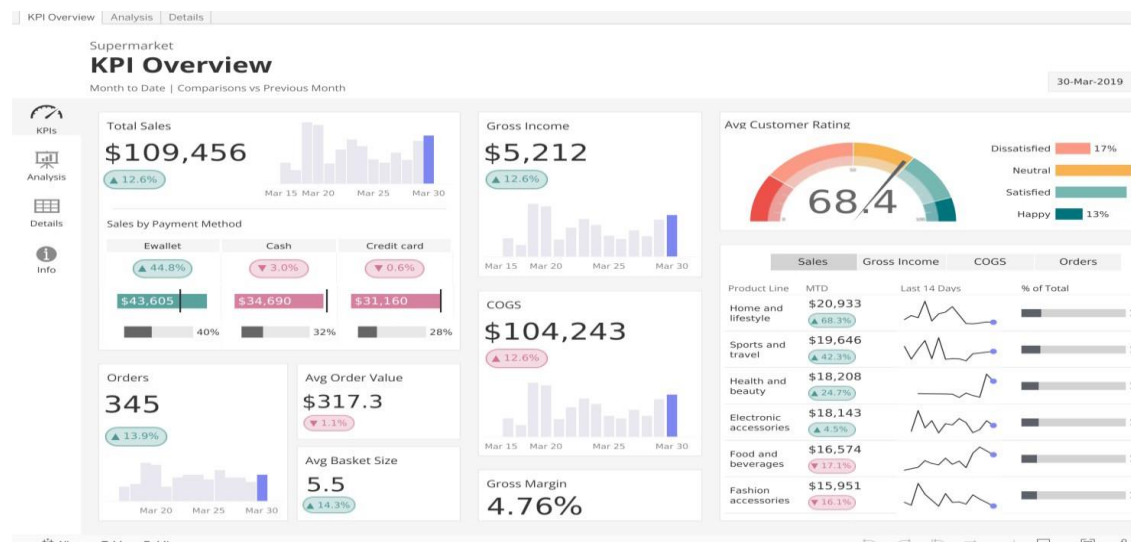 KPI Overview Analysis Details
Supermarket
KPI Overview
Month to Date | Comparisons vs Previous Month
30-Mar-2019
KPIs
Analysis
Details
Info
Total Sales
$109,456
▲ 12.6%
Mar 15 Mar 20 Mar 25 Mar 30
Sales by Payment Method
Ewallet Cash Credit card
▲ 44.8% ▼ 3.0% ▼ 0.6%
$43,605 $34,690 $31,160
40% 32% 28%
Orders
345
▲ 13.9%
Mar 20 Mar 25 Mar 30
Avg Order Value
$317.3
▼ 1.1%
Avg Basket Size
5.5
▲ 14.3%
Gross Income
$5,212
▲ 12.6%
Mar 15 Mar 20 Mar 25 Mar 30
COGS
$104,243
▲ 12.6%
Mar 15 Mar 20 Mar 25 Mar 30
Gross Margin
4.76%
Avg Customer Rating
68.4
Dissatisfied 17%
Neutral
Satisfied
Happy 13%
Sales Gross Income COGS Orders
Product Line MTD Last 14 Days % of Total
Home and lifestyle $20,933 ▲ 68.3%
Sports and travel $19,646 ▲ 42.3%
Health and beauty $18,208 ▲ 24.7%
Electronic accessories $18,143 ▲ 4.5%
Food and beverages $16,574 ▼ 17.1%
Fashion accessories $15,951 ▼ 16.1%